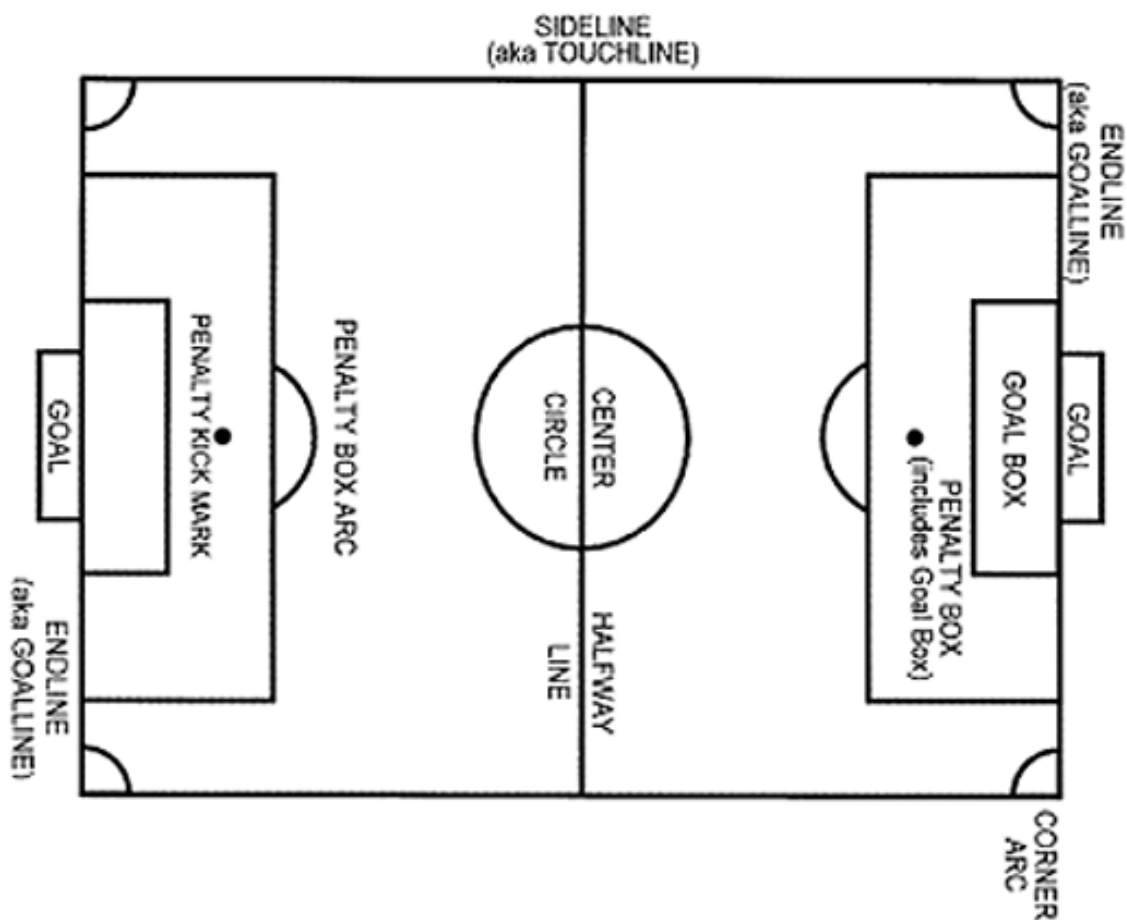 SIDELINE
(aka TOUCHLINE)
ENDLINE
(aka GOALLINE)
GOAL
GOAL BOX
PENALTY BOX
(includes Goal Box)
CENTER
CIRCLE
HALFWAY
LINE
PENALTY BOX ARC
PENALTY KICK MARK
GOAL
ENDLINE
(aka GOALLINE)
CORNER
ARC